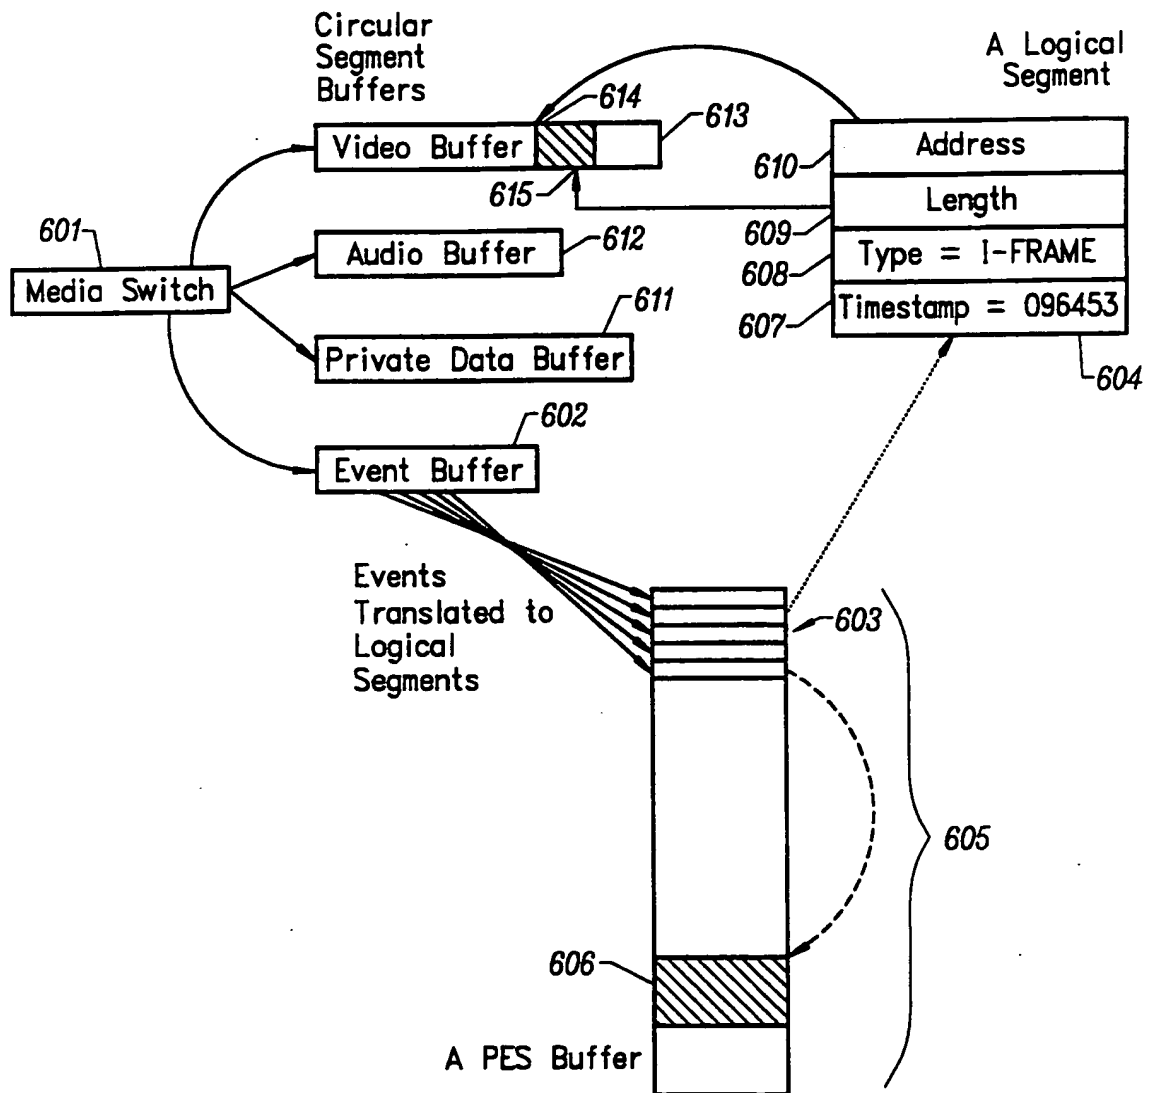 Circular
Segment
Buffers
A Logical
Segment
614
613
Video Buffer
610
Address
615
Length
609
601
Audio Buffer
612
608
Type = I-FRAME
Media Switch
611
607
Timestamp = 096453
Private Data Buffer
604
602
Event Buffer
Events
Translated to
Logical
Segments
603
605
606
A PES Buffer